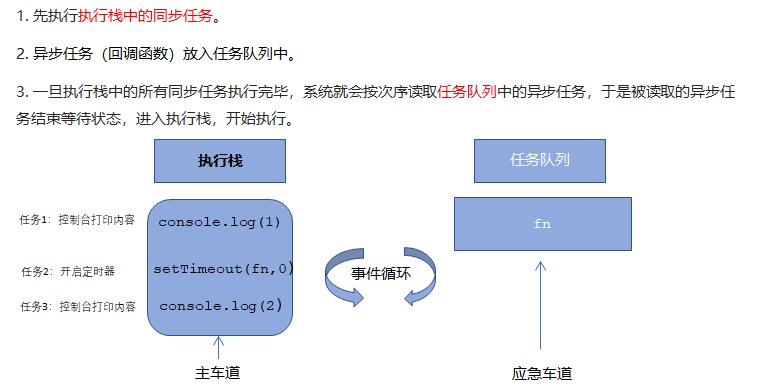 1. 先执行执行栈中的同步任务。
2. 异步任务（回调函数）放入任务队列中。
3. 一旦执行栈中的所有同步任务执行完毕，系统就会按次序读取任务队列中的异步任务，于是被读取的异步任
务结束等待状态，进入执行栈，开始执行。
执行栈
任务队列
任务1：控制台打印内容
console.log(1)
fn
任务2：开启定时器
setTimeout(fn,0)
事件循环
任务3：控制台打印内容
console.log(2)
主车道
应急车道